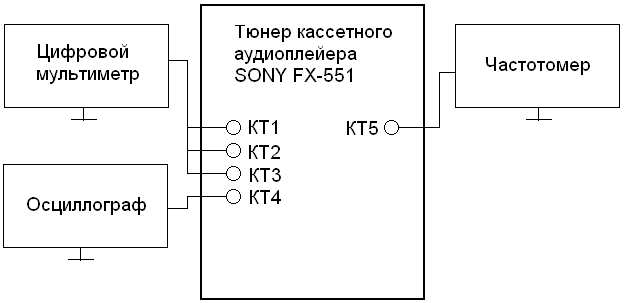 Цифровой
мультиметр
Тюнер кассетного
аудиоплейера
SONY FX-551
Частотомер
КТ1
КТ2
КТ3
КТ4
КТ5
Осциллограф